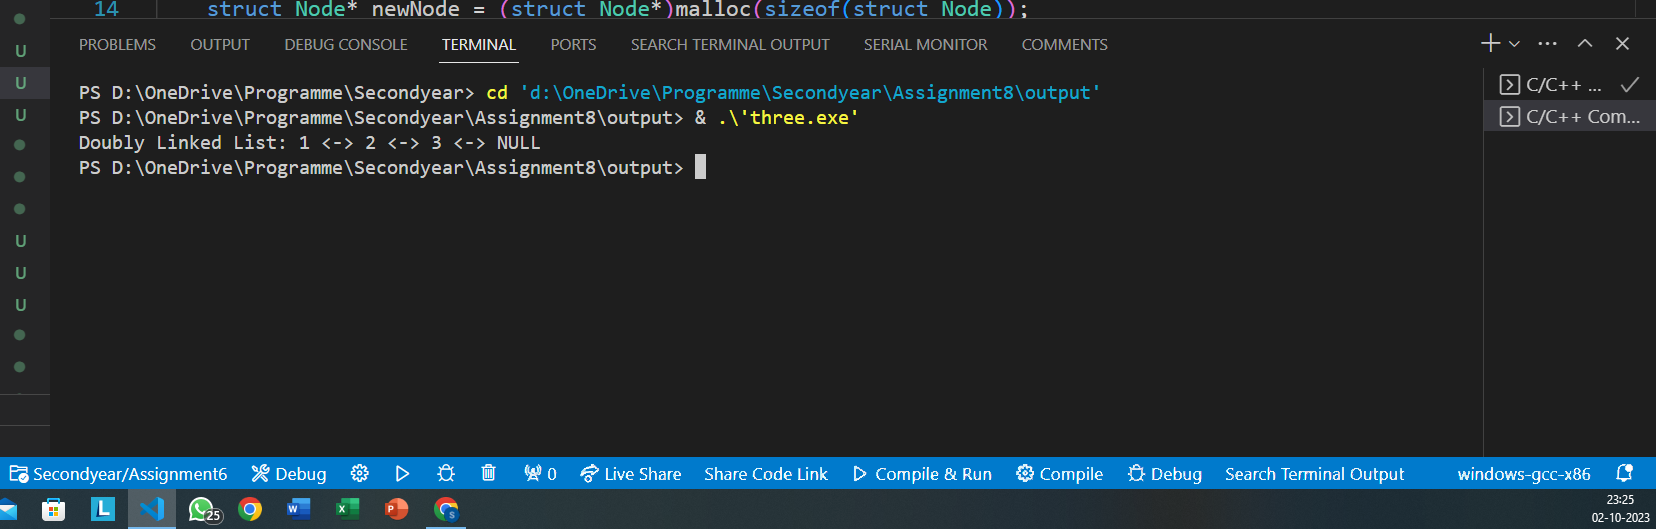 14 struct Node* newNode = (struct Node*)malloc(sizeof(struct Node));
U
PROBLEMS OUTPUT DEBUG CONSOLE TERMINAL PORTS SEARCH TERMINAL OUTPUT SERIAL MONITOR COMMENTS
U
PS D:\OneDrive\Programme\Secondyear> cd 'd:\OneDrive\Programme\Secondyear\Assignment8\output'
C/C++ ...
U
PS D:\OneDrive\Programme\Secondyear\Assignment8\output> & .\'three.exe'
C/C++ Com...
Doubly Linked List: 1 <-> 2 <-> 3 <-> NULL
PS D:\OneDrive\Programme\Secondyear\Assignment8\output>
U
U
U
Secondyear/Assignment6 Debug 0 Live Share Share Code Link Compile & Run Compile Debug Search Terminal Output windows-gcc-x86
L 25 W X P S
23:25
02-10-2023